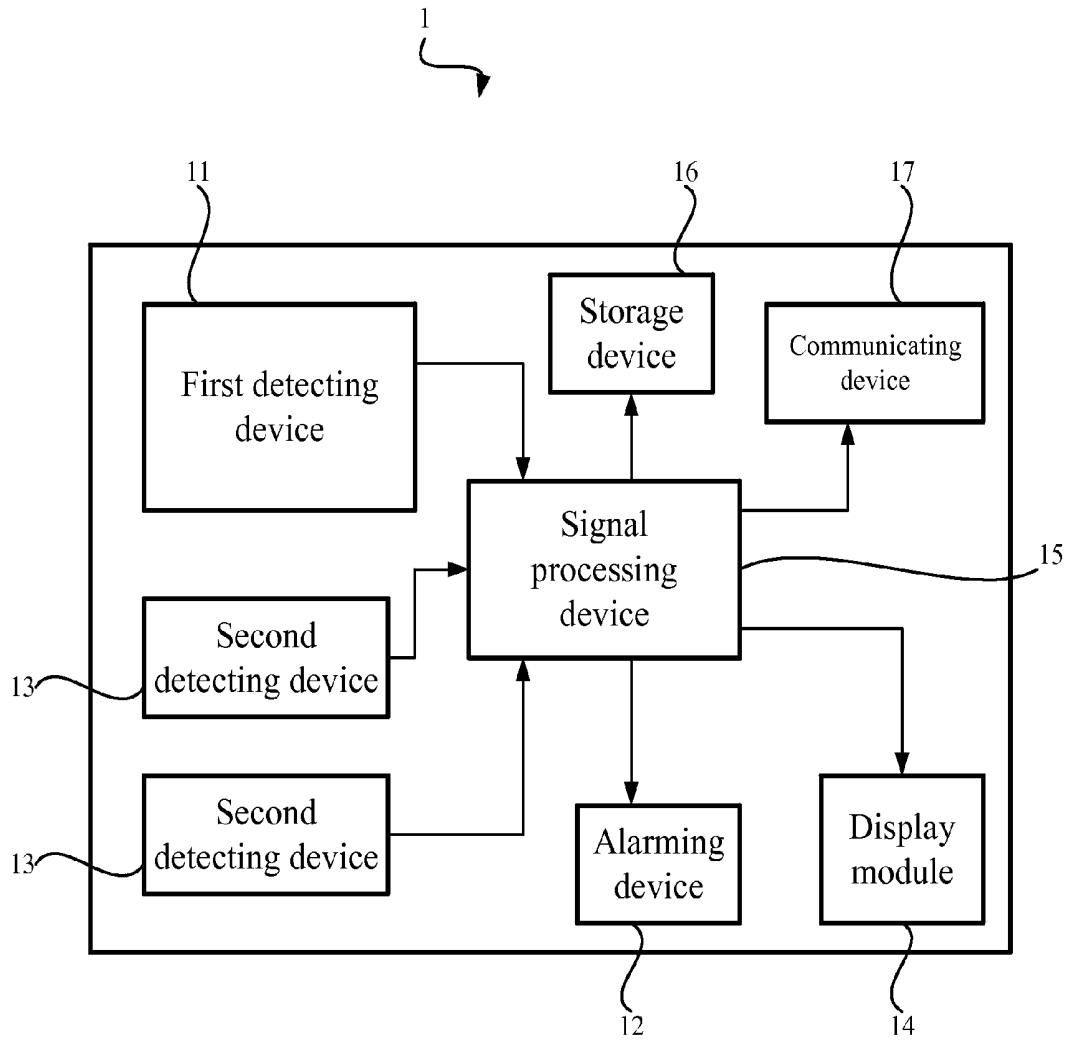 1
11
16
17
First detecting
device
Storage
device
Communicating
device
Signal
processing
device
15
Second
detecting device
13
Second
detecting device
13
Alarming
device
Display
module
12
14